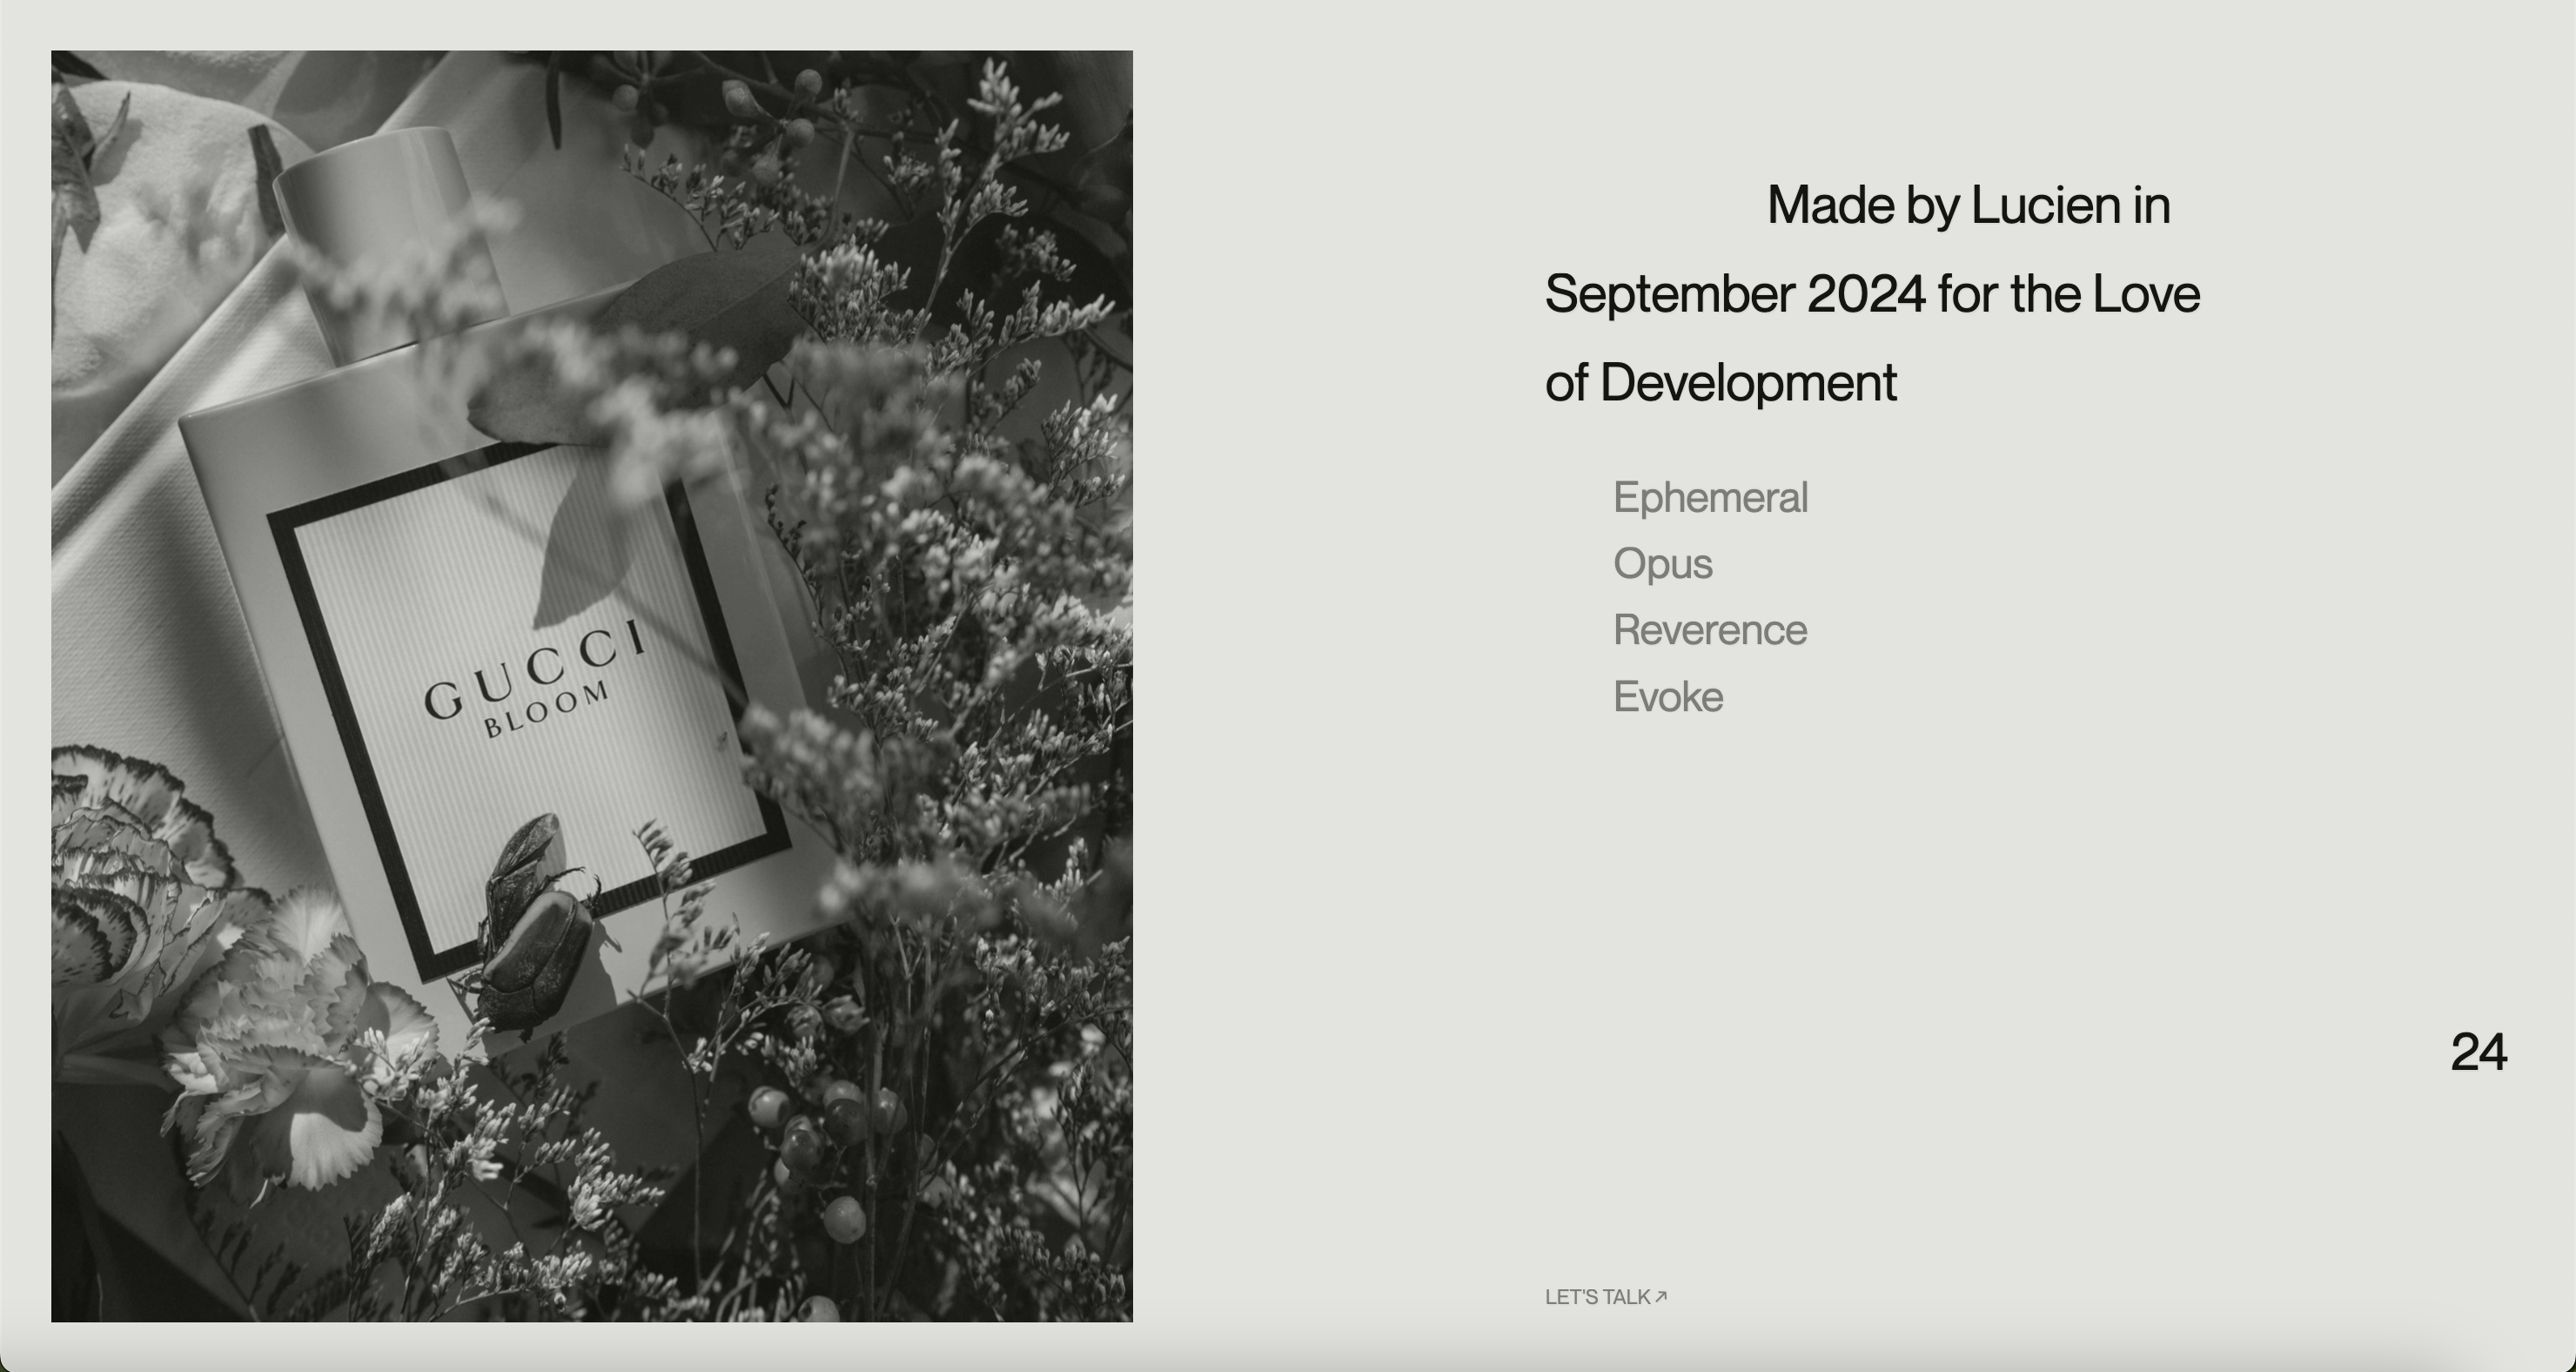 GUCCI
BLOOM
Made by Lucien in
September 2024 for the Love
of Development
Ephemeral
Opus
Reverence
Evoke
24
LET'S TALK↗